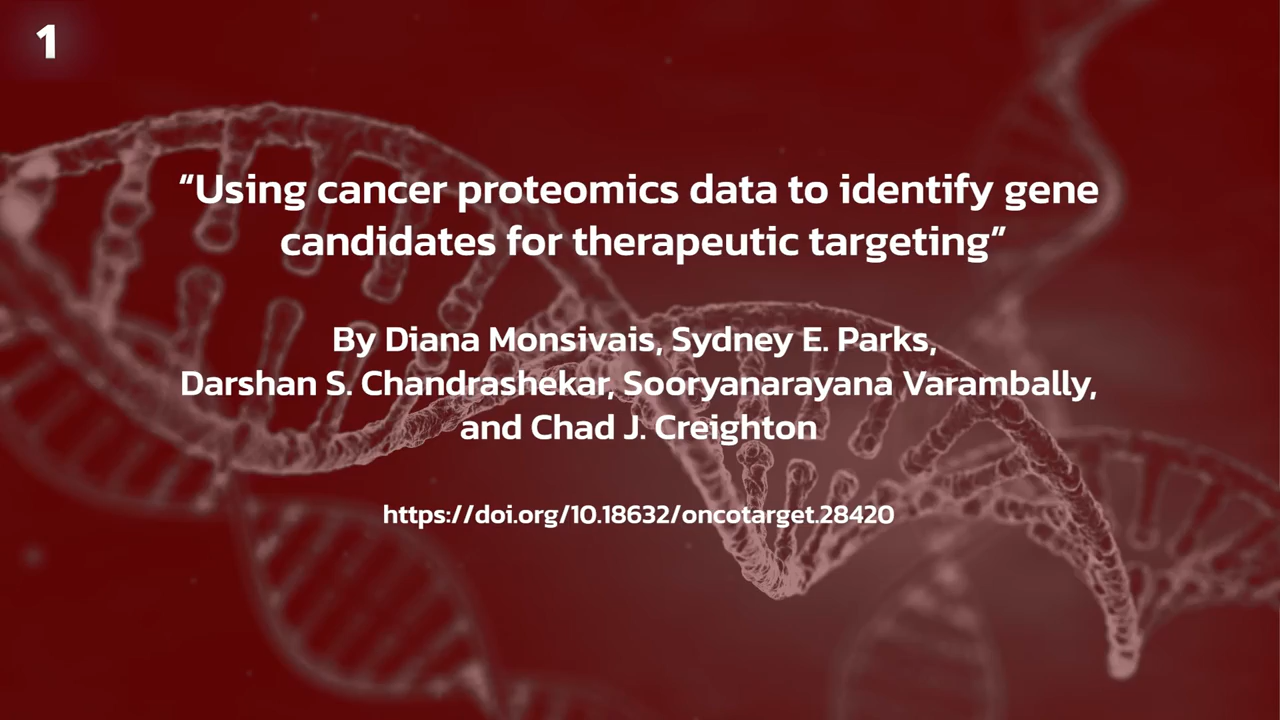 1
“Using cancer proteomics data to identify gene
candidates for therapeutic targeting”
By Diana Monsivais, Sydney E. Parks,
Darshan S. Chandrashekar, Sooryanarayana Varambally,
and Chad J. Creighton
https://doi.org/10.18632/oncotarget.28420